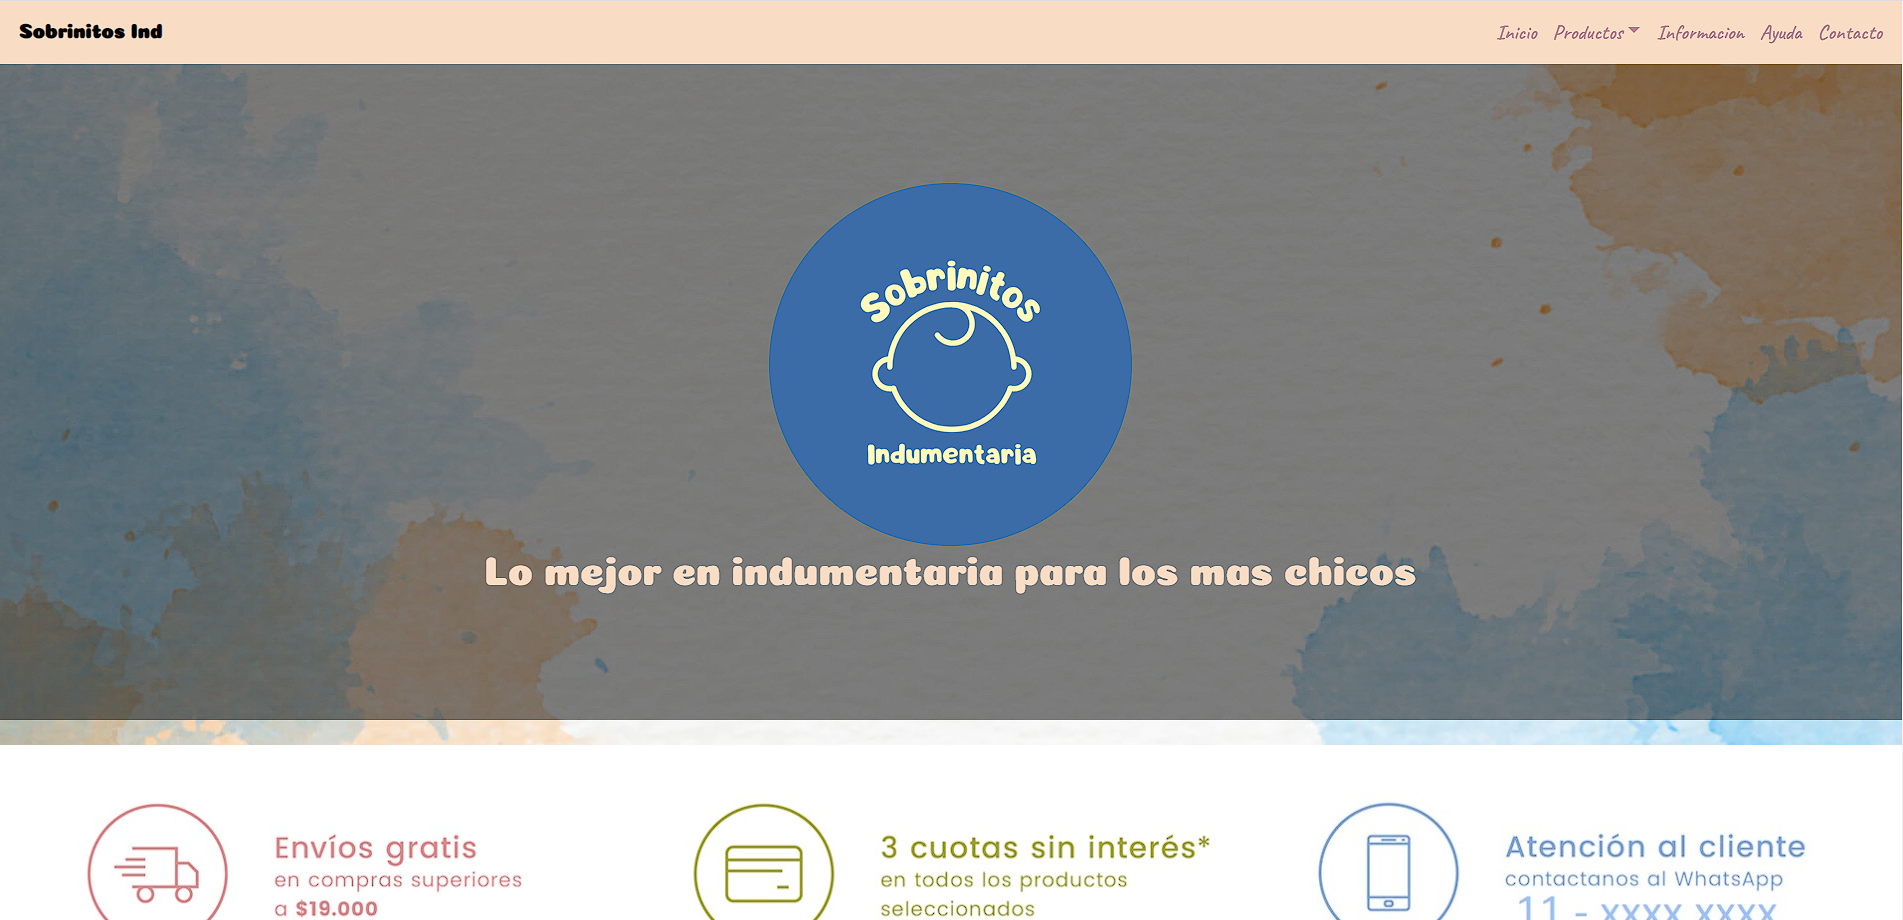 Sobrinitos Ind
Inicio Productos Informacion Ayuda Contacto
Sobrinitos
Indumentaria
Lo mejor en indumentaria para los mas chicos
Envíos gratis
en compras superiores
a $19.000
3 cuotas sin interés*
en todos los productos
seleccionados
Atención al cliente
contactanos al WhatsApp
11 - xxxx xxxx